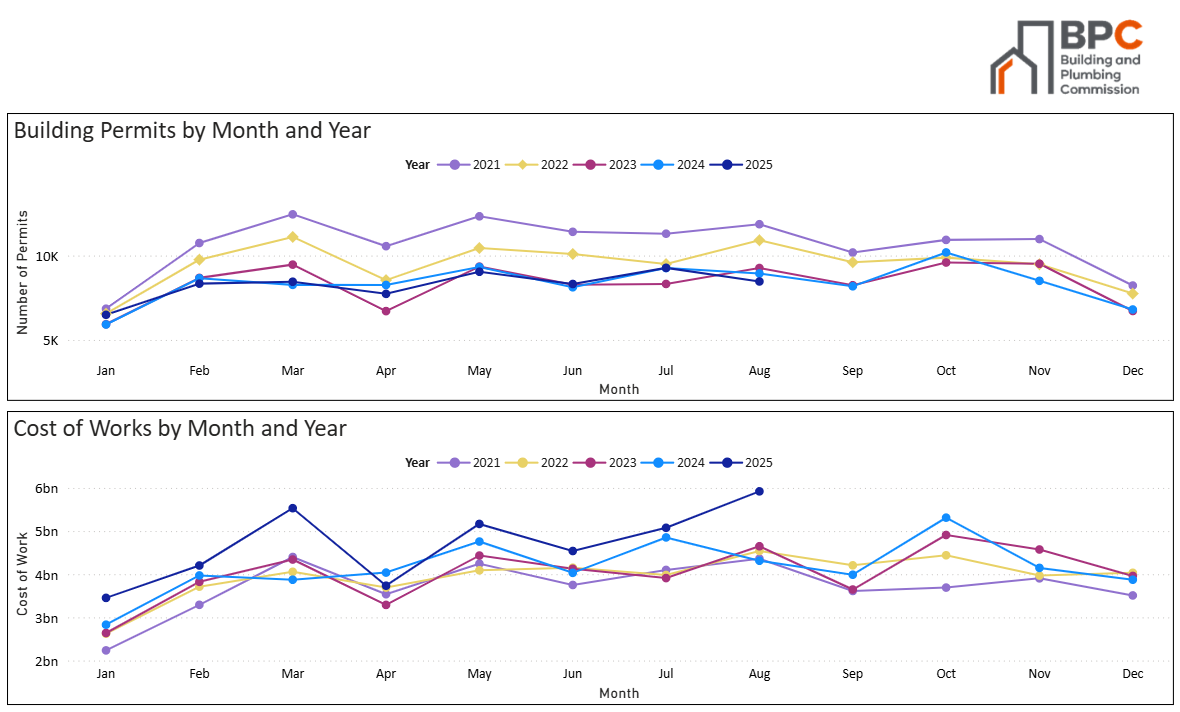 BPC
Building and
Plumbing
Commission
Building Permits by Month and Year
Year 2021 2022 2023 2024 2025
Number of Permits
10K
5K
Jan Feb Mar Apr May Jun Jul Aug Sep Oct Nov Dec
Month
Cost of Works by Month and Year
Year 2021 2022 2023 2024 2025
Cost of Work
6bn
5bn
4bn
3bn
2bn
Jan Feb Mar Apr May Jun Jul Aug Sep Oct Nov Dec
Month